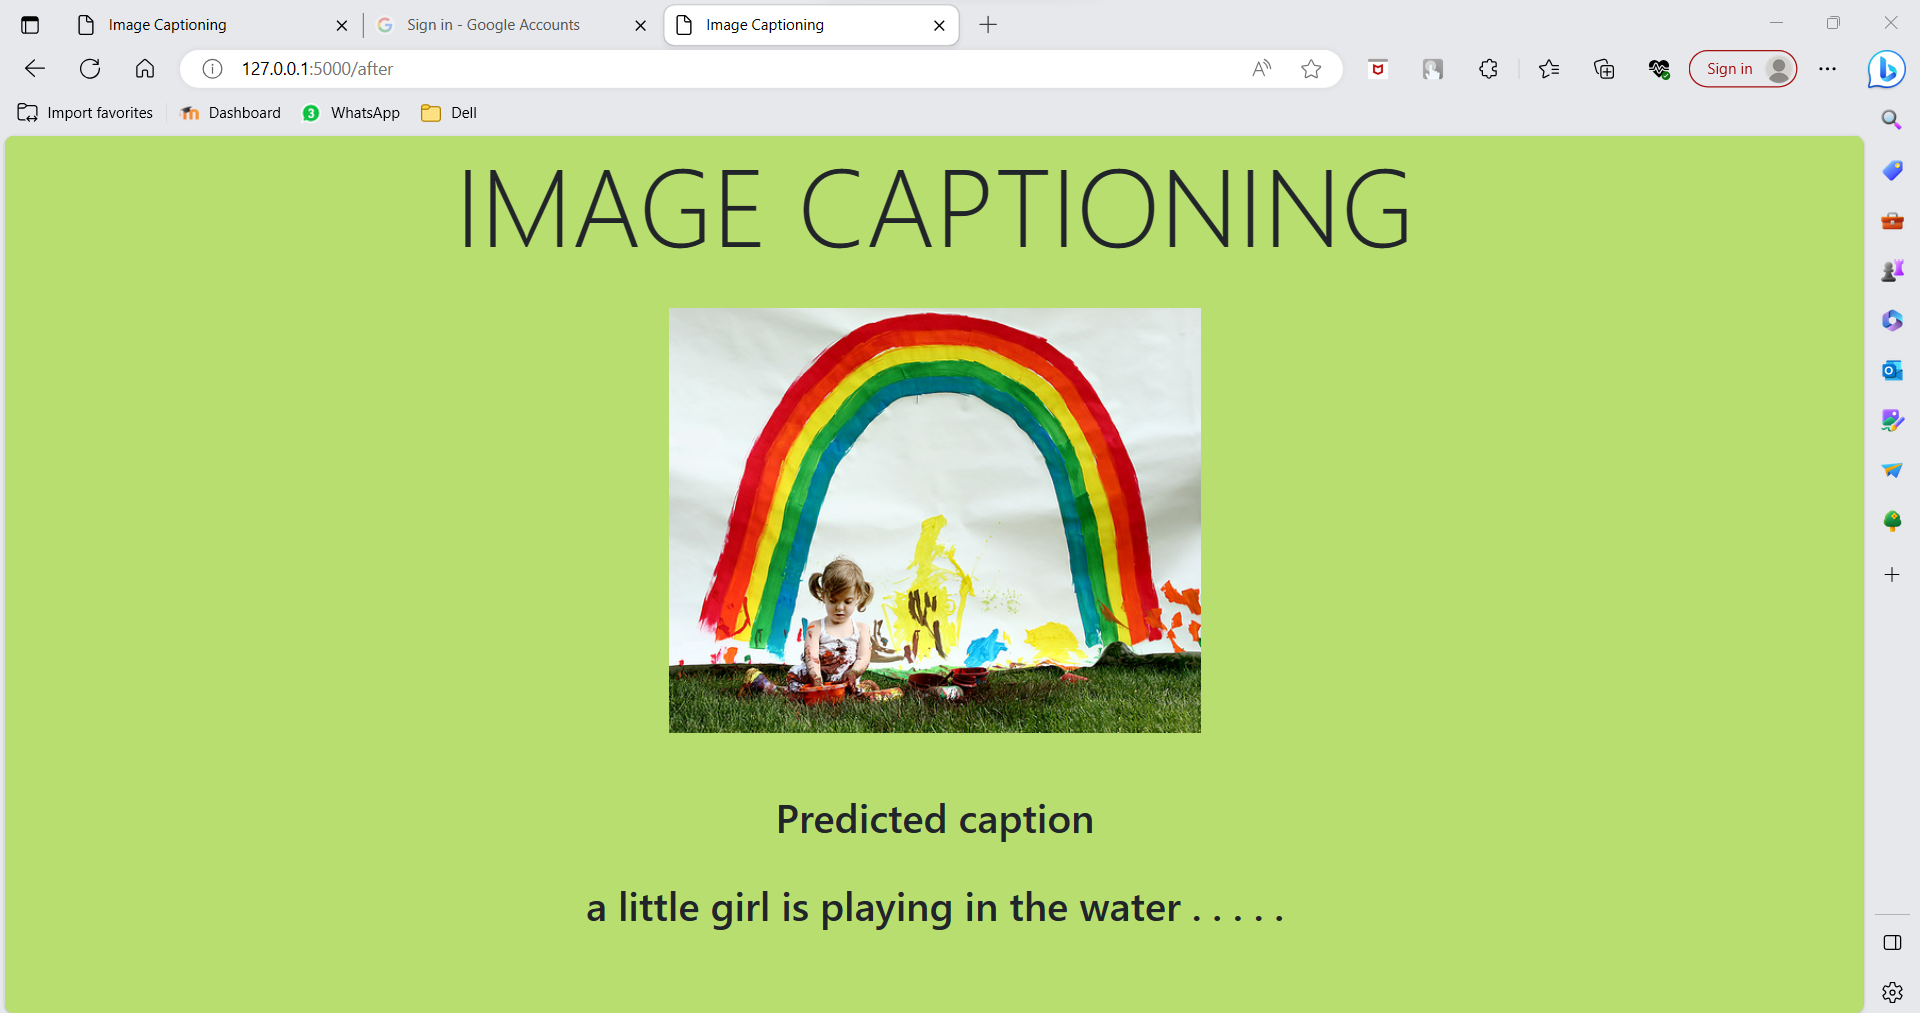 Image Captioning
Sign in - Google Accounts
Image Captioning
127.0.0.1:5000/after
Sign in
Import favorites
Dashboard
3
WhatsApp
Dell
IMAGE CAPTIONING
Predicted caption
a little girl is playing in the water . . . . .